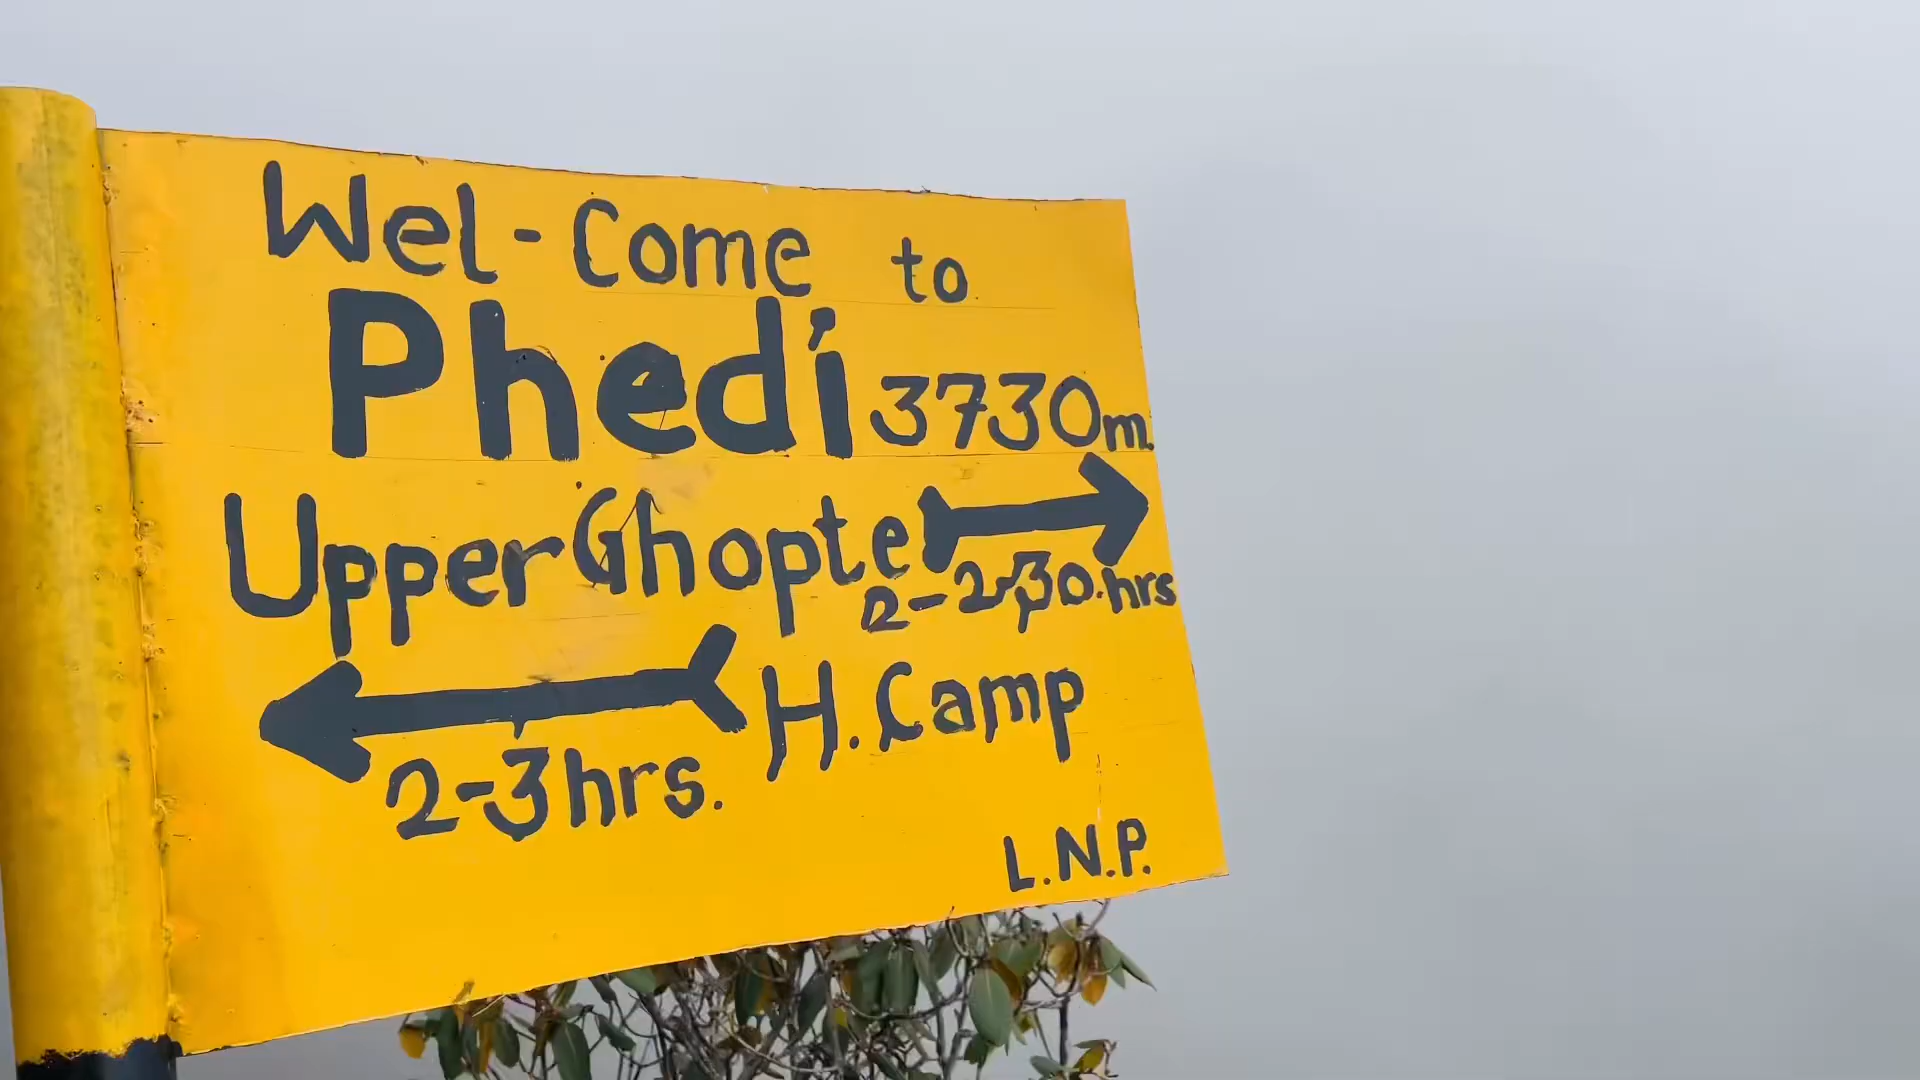 Wel-Come to
Phedi 3730m.
Upper Ghopte
2-2:30.hrs
H.Camp
2-3hrs.
L.N.P.